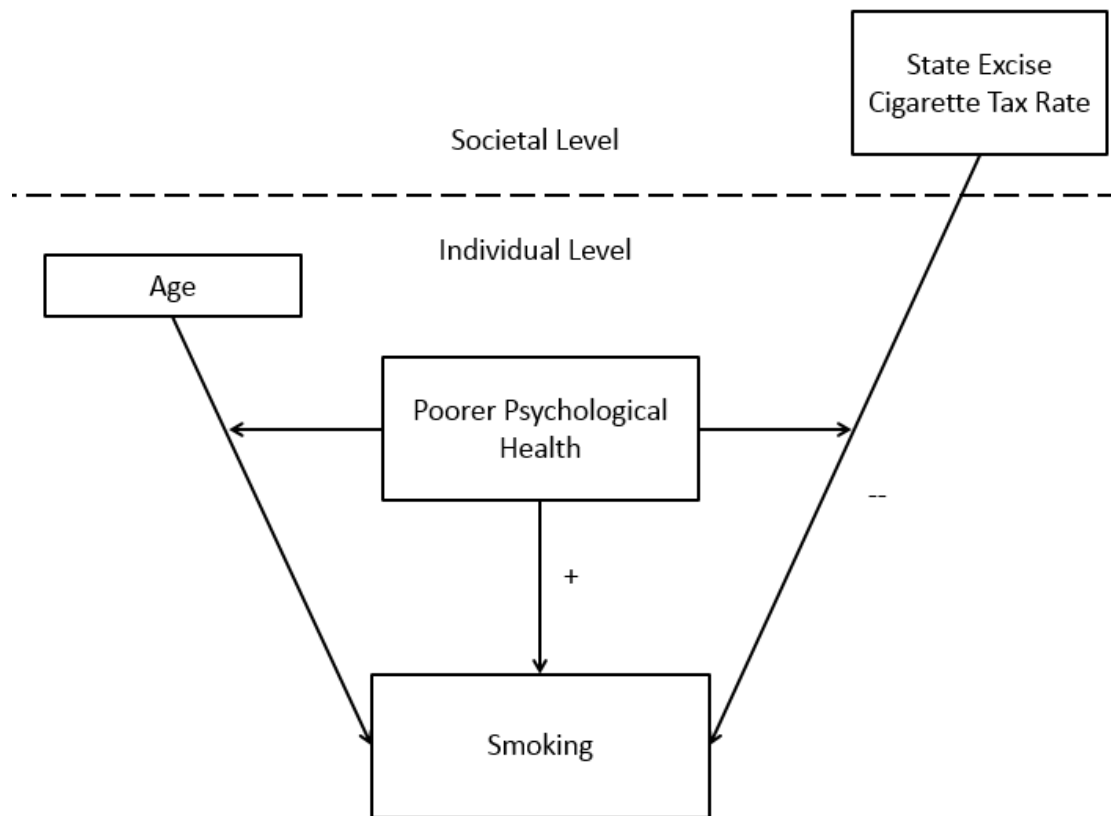 State Excise
Cigarette Tax Rate
Societal Level
Individual Level
Age
Poorer Psychological
Health
--
+
Smoking